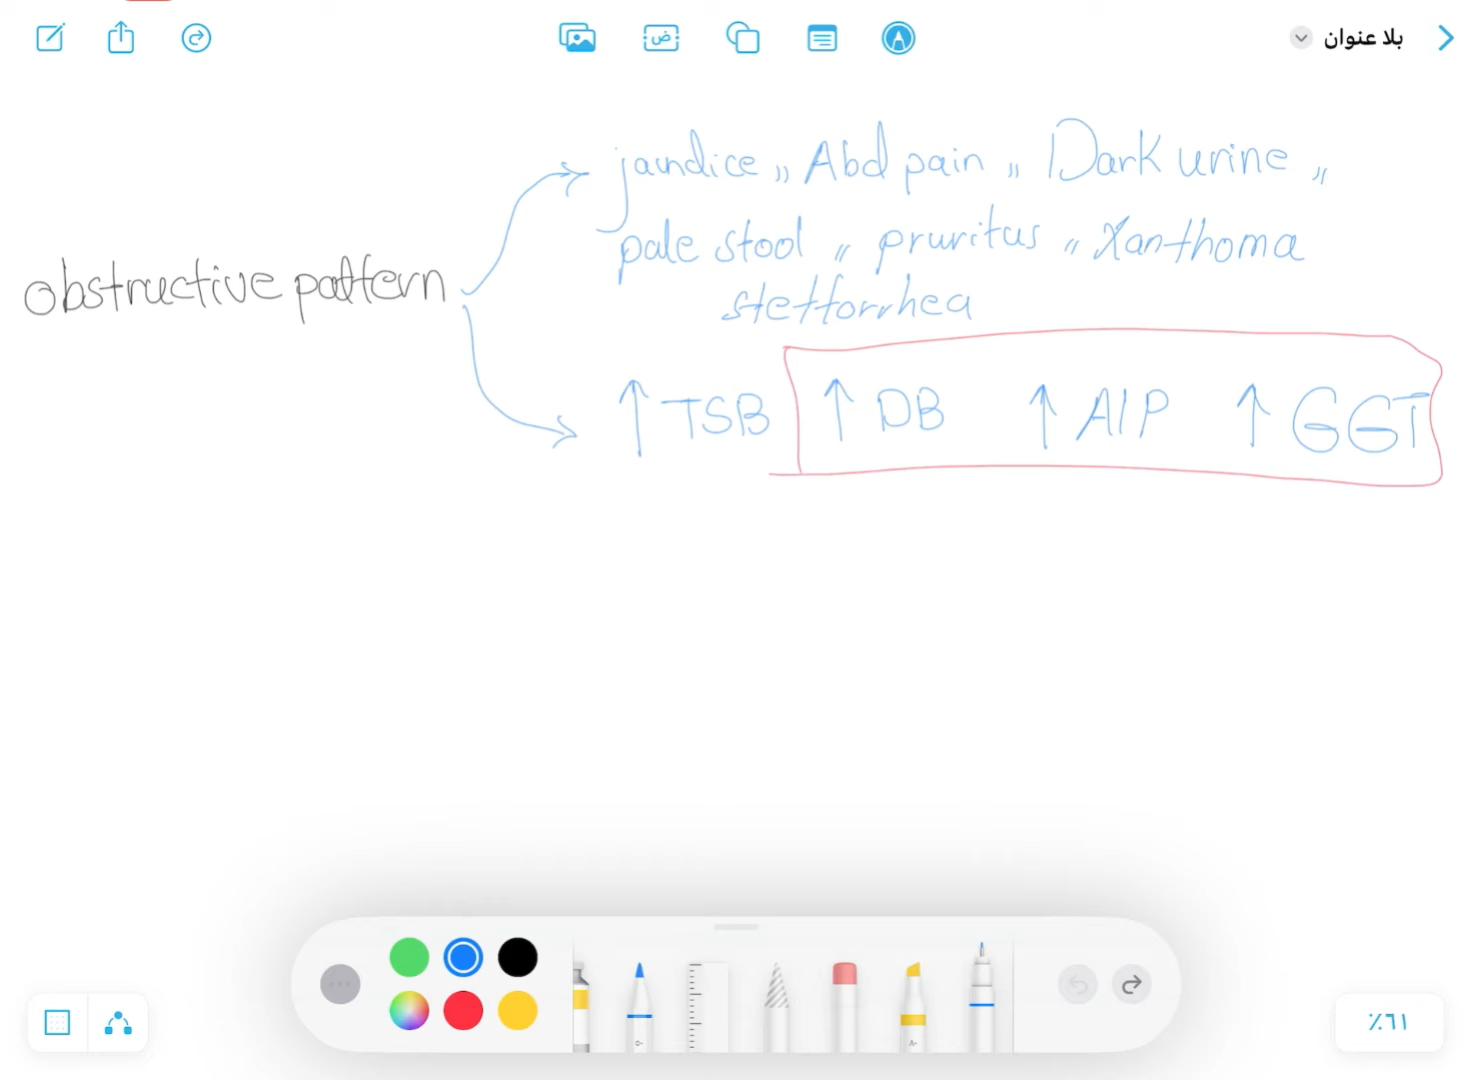 بلا عنوان
jaundice ,, Abd pain ,, Dark urine ,,
pale stool ,, pruritus ,, Xanthoma
stettorrhea
obstructive pattern
↑ TSB ↑ DB ↑ AlP ↑ GGT
٪٦١